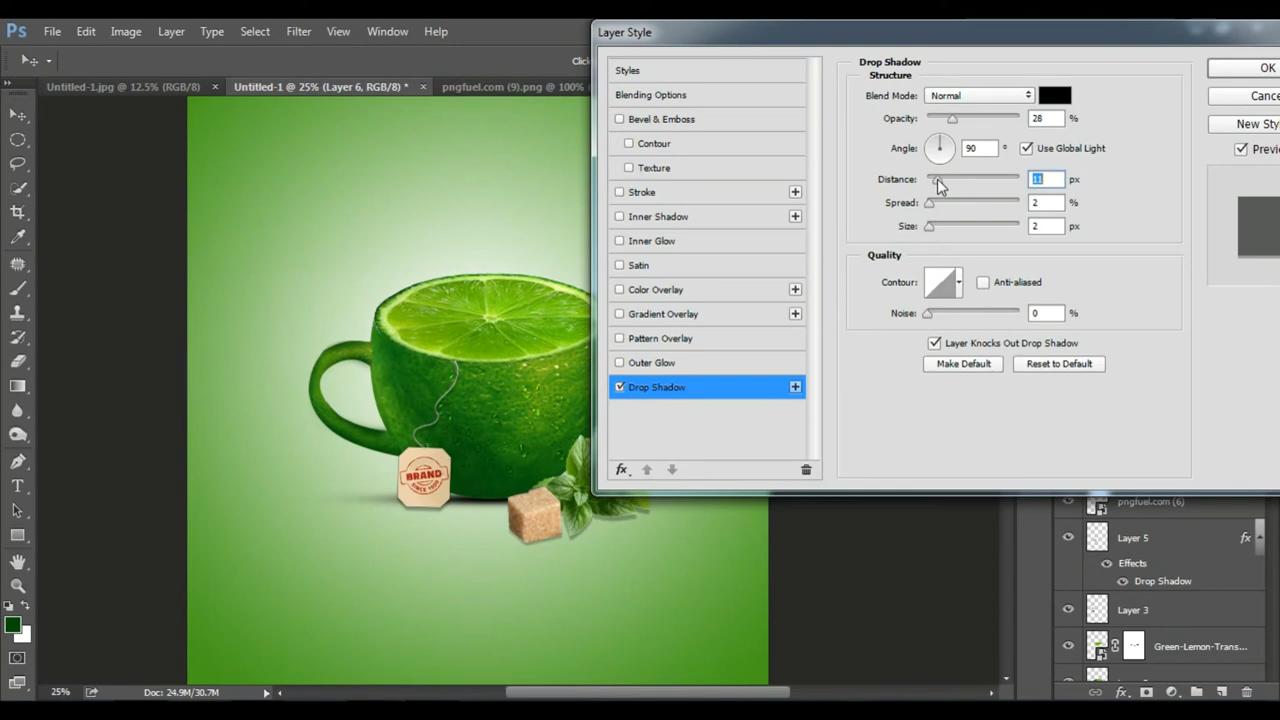 Ps File Edit Image Layer Type Select Filter View Window Help
Untitled-1.jpg @ 12.5% (RGB/8) × Untitled-1 @ 25% (Layer 6, RGB/8) * × pngfuel.com (9).png @ 100%
Layer Style
Styles
Blending Options
Bevel & Emboss
Contour
Texture
Stroke
Inner Shadow
Inner Glow
Satin
Color Overlay
Gradient Overlay
Pattern Overlay
Outer Glow
Drop Shadow
fx
Drop Shadow
Structure
Blend Mode: Normal
Opacity: 28 %
Angle: 90 ° Use Global Light
Distance: 11 px
Spread: 2 %
Size: 2 px
Quality
Contour: Anti-aliased
Noise: 0 %
Layer Knocks Out Drop Shadow
Make Default Reset to Default
OK
BRAND
SINCE 1000
pngfuel.com (6)
Layer 5 fx
Effects
Drop Shadow
Layer 3
Green-Lemon-Trans...
25% Doc: 24.9M/30.7M
fx